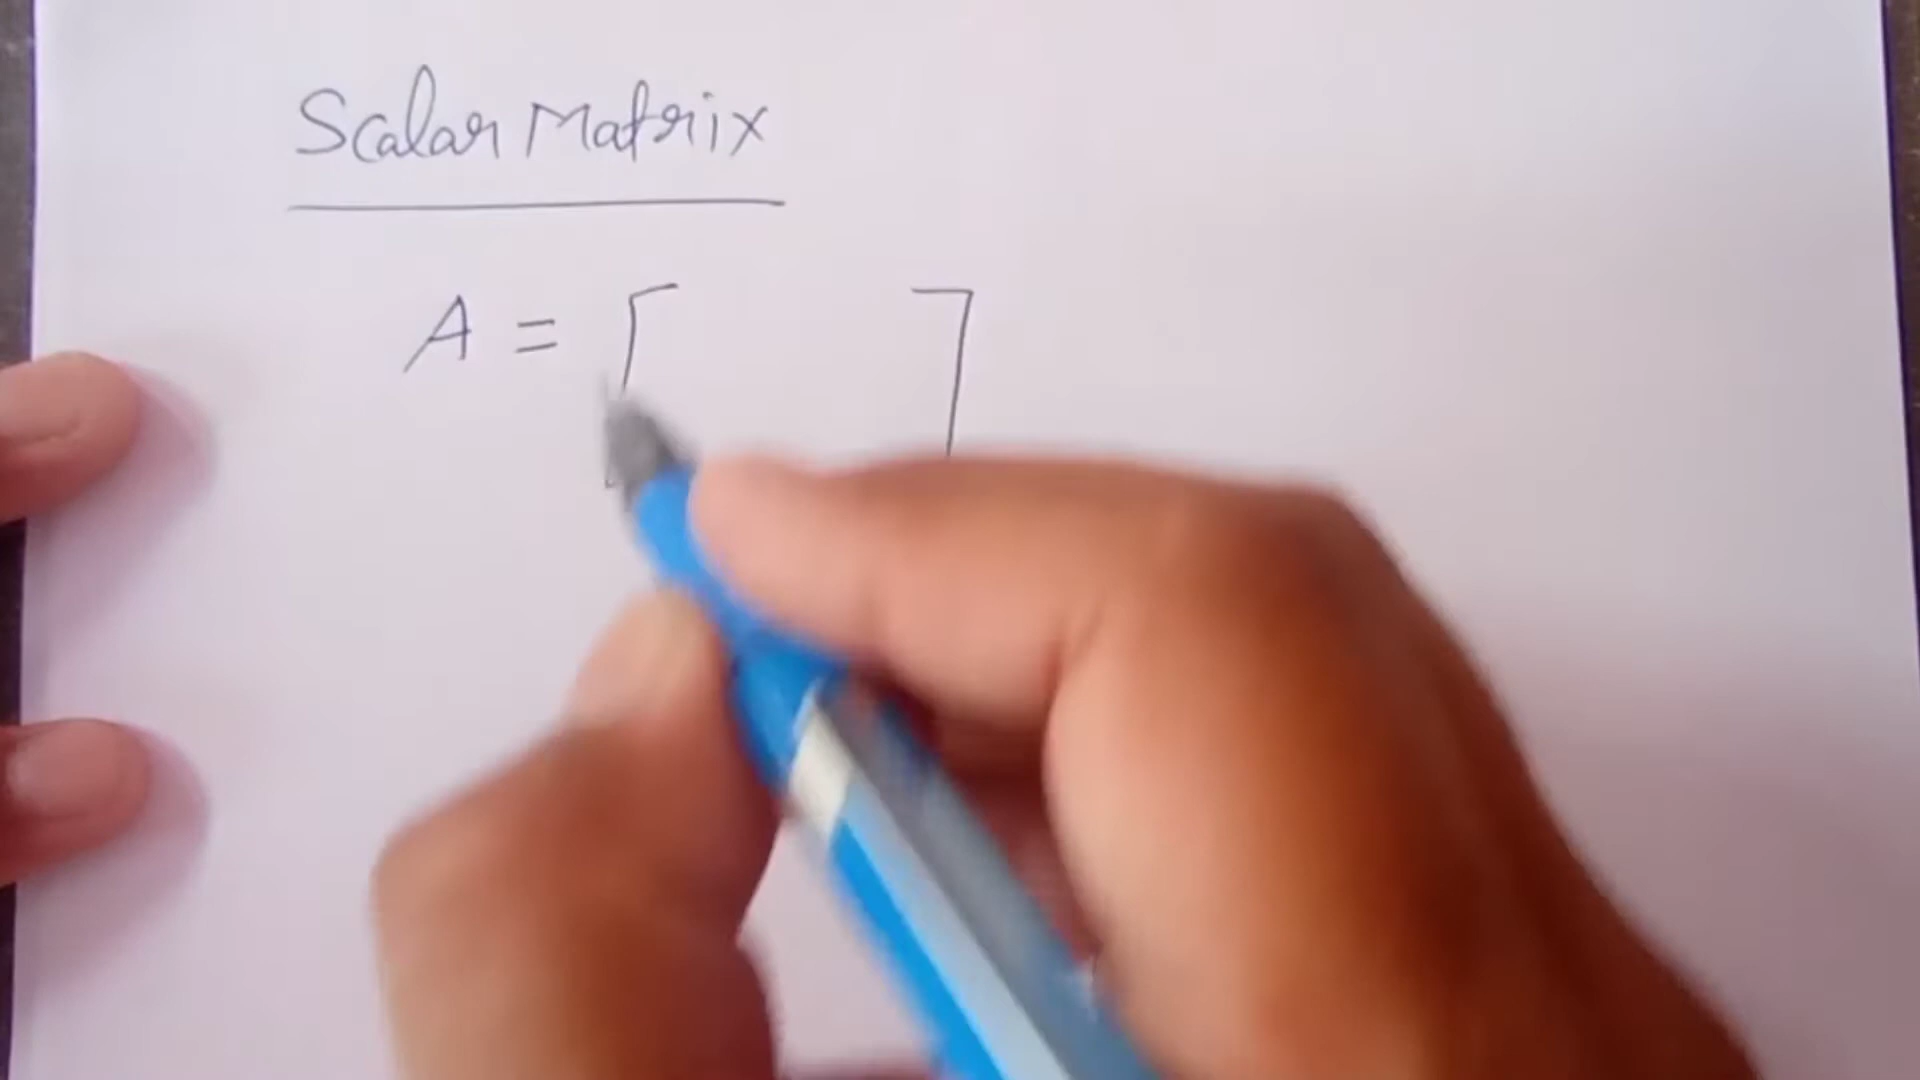 Scalar Matrix
A = [ ]